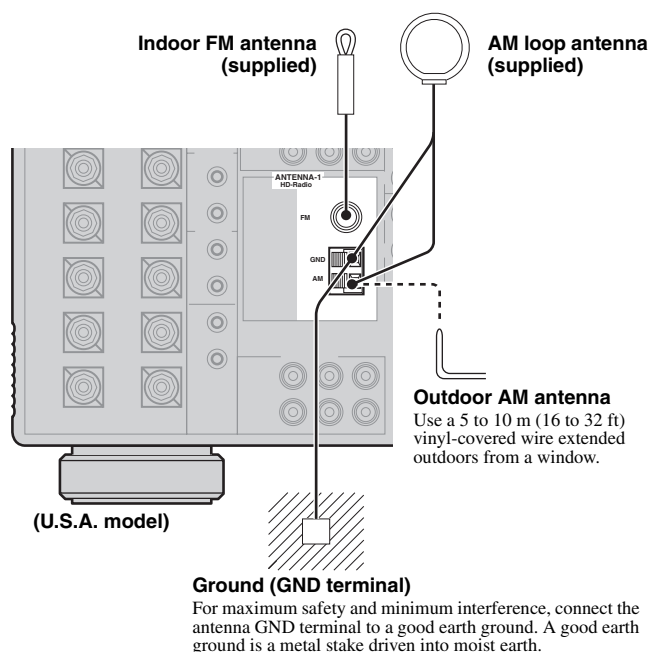 Indoor FM antenna
(supplied)
AM loop antenna
(supplied)
ANTENNA-1
HD-Radio
FM
GND
AM
Outdoor AM antenna
Use a 5 to 10 m (16 to 32 ft)
vinyl-covered wire extended
outdoors from a window.
(U.S.A. model)
Ground (GND terminal)
For maximum safety and minimum interference, connect the
antenna GND terminal to a good earth ground. A good earth
ground is a metal stake driven into moist earth.